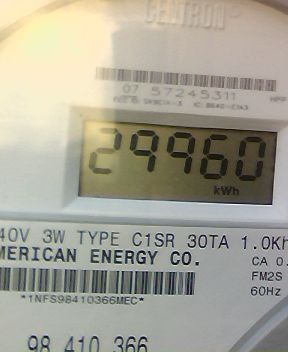 CENTRON®
07 57245311
29960
kWh
40V 3W TYPE C1SR 30TA 1.0Kh
MERICAN ENERGY CO.
CA 0.
FM2S
60Hz
*1NFS98410366MEC*
98 410 366